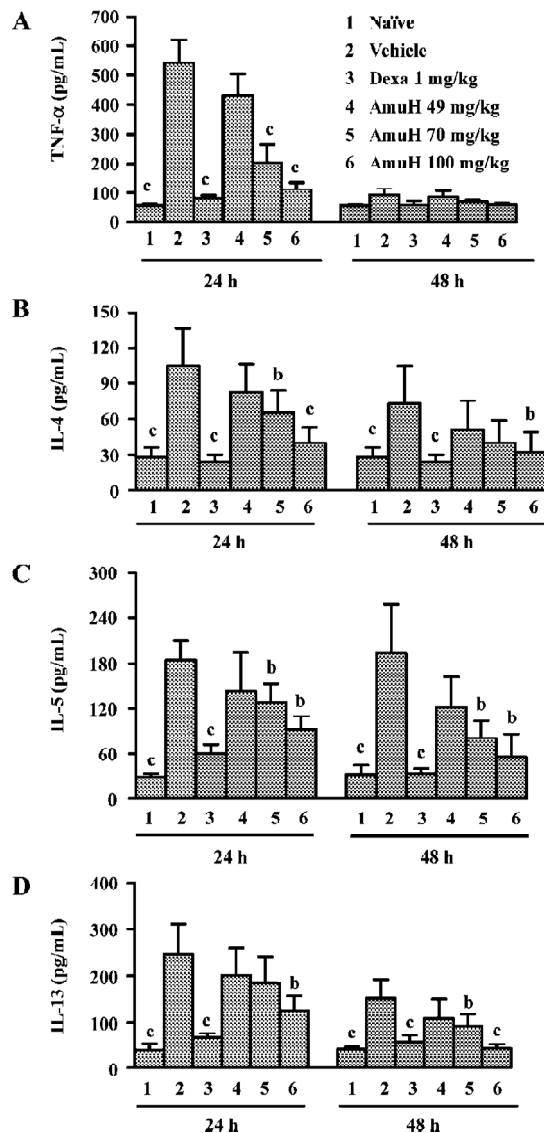 A
TNF-α (pg/mL)
700
600
500
400
300
200
100
0
1 Naïve
2 Vehicle
3 Dexa 1 mg/kg
4 AmuH 49 mg/kg
5 AmuH 70 mg/kg
6 AmuH 100 mg/kg
c c c c
1 2 3 4 5 6 1 2 3 4 5 6
24 h 48 h
B
IL-4 (pg/mL)
150
120
90
60
30
0
c c b c c c b
1 2 3 4 5 6 1 2 3 4 5 6
24 h 48 h
C
IL-5 (pg/mL)
300
240
180
120
60
0
c c b b c c b b
1 2 3 4 5 6 1 2 3 4 5 6
24 h 48 h
D
IL-13 (pg/mL)
400
300
200
100
0
c c b c c b c
1 2 3 4 5 6 1 2 3 4 5 6
24 h 48 h